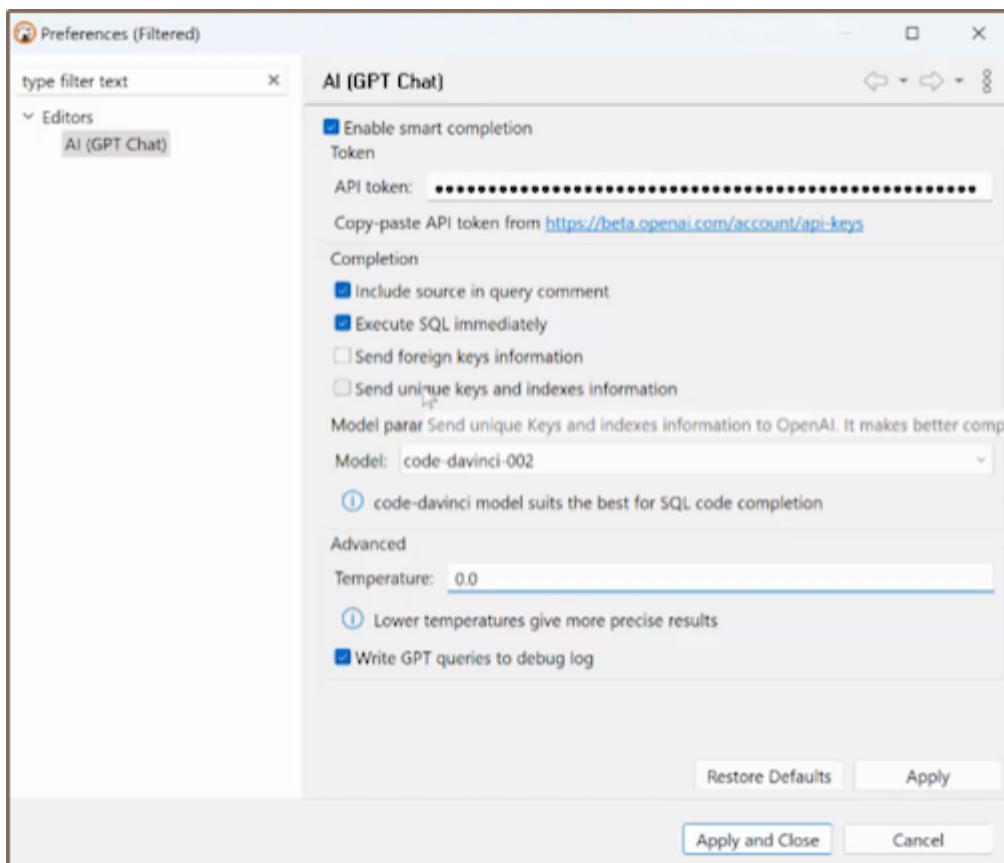 Preferences (Filtered)
type filter text
AI (GPT Chat)
Editors
AI (GPT Chat)
Enable smart completion
Token
API token: ••••••••••••••••••••••••••••••••••••••••••••••••••
Copy-paste API token from https://beta.openai.com/account/api-keys
Completion
Include source in query comment
Execute SQL immediately
Send foreign keys information
Send unique keys and indexes information
Model parar Send unique Keys and indexes information to OpenAI. It makes better comp
Model: code-davinci-002
code-davinci model suits the best for SQL code completion
Advanced
Temperature: 0.0
Lower temperatures give more precise results
Write GPT queries to debug log
Restore Defaults Apply
Apply and Close Cancel